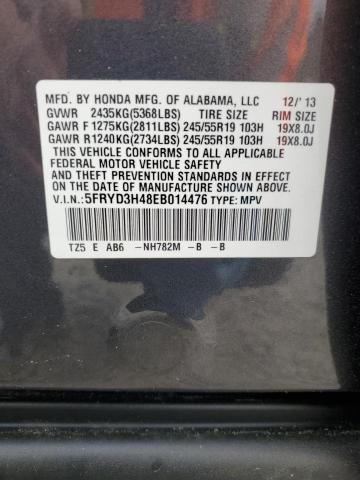 MFD. BY HONDA MFG. OF ALABAMA, LLC 12/'13
GVWR 2435KG(5368LBS) TIRE SIZE RIM SIZE
GAWR F 1275KG(2811LBS) 245/55R19 103H 19X8.0J
GAWR R 1240KG(2734LBS) 245/55R19 103H 19X8.0J
THIS VEHICLE CONFORMS TO ALL APPLICABLE
FEDERAL MOTOR VEHICLE SAFETY
AND THEFT PREVENTION STANDARDS IN EFFECT
ON THE DATE OF MANUFACTURE SHOWN ABOVE.
V.I.N.: 5FRYD3H48EB014476 TYPE: MPV
TZ5 E AB6 -NH782M -B -B